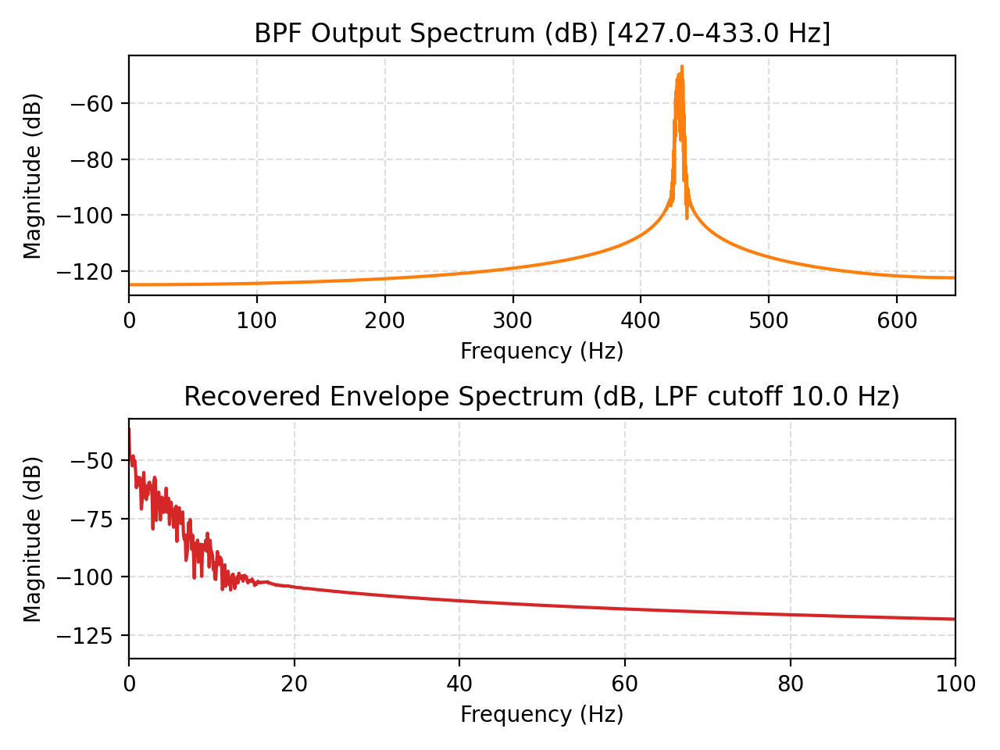 BPF Output Spectrum (dB) [427.0–433.0 Hz]
Magnitude (dB)
−60
−80
−100
−120
0 100 200 300 400 500 600
Frequency (Hz)
Recovered Envelope Spectrum (dB, LPF cutoff 10.0 Hz)
Magnitude (dB)
−50
−75
−100
−125
0 20 40 60 80 100
Frequency (Hz)